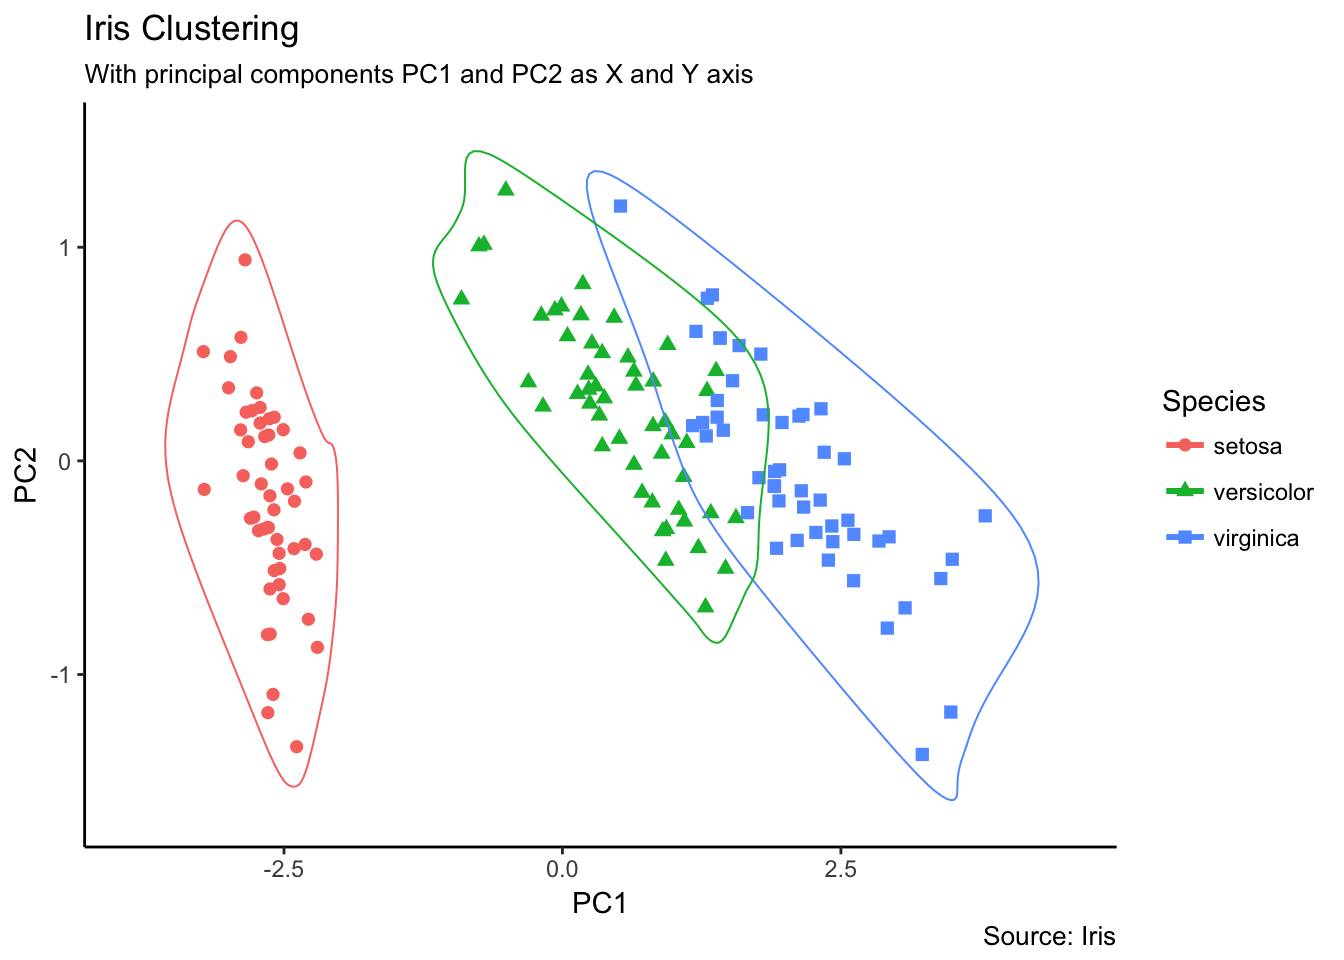 Iris Clustering
With principal components PC1 and PC2 as X and Y axis
1
0
-1
PC2
-2.5
0.0
2.5
PC1
Species
setosa
versicolor
virginica
Source: Iris